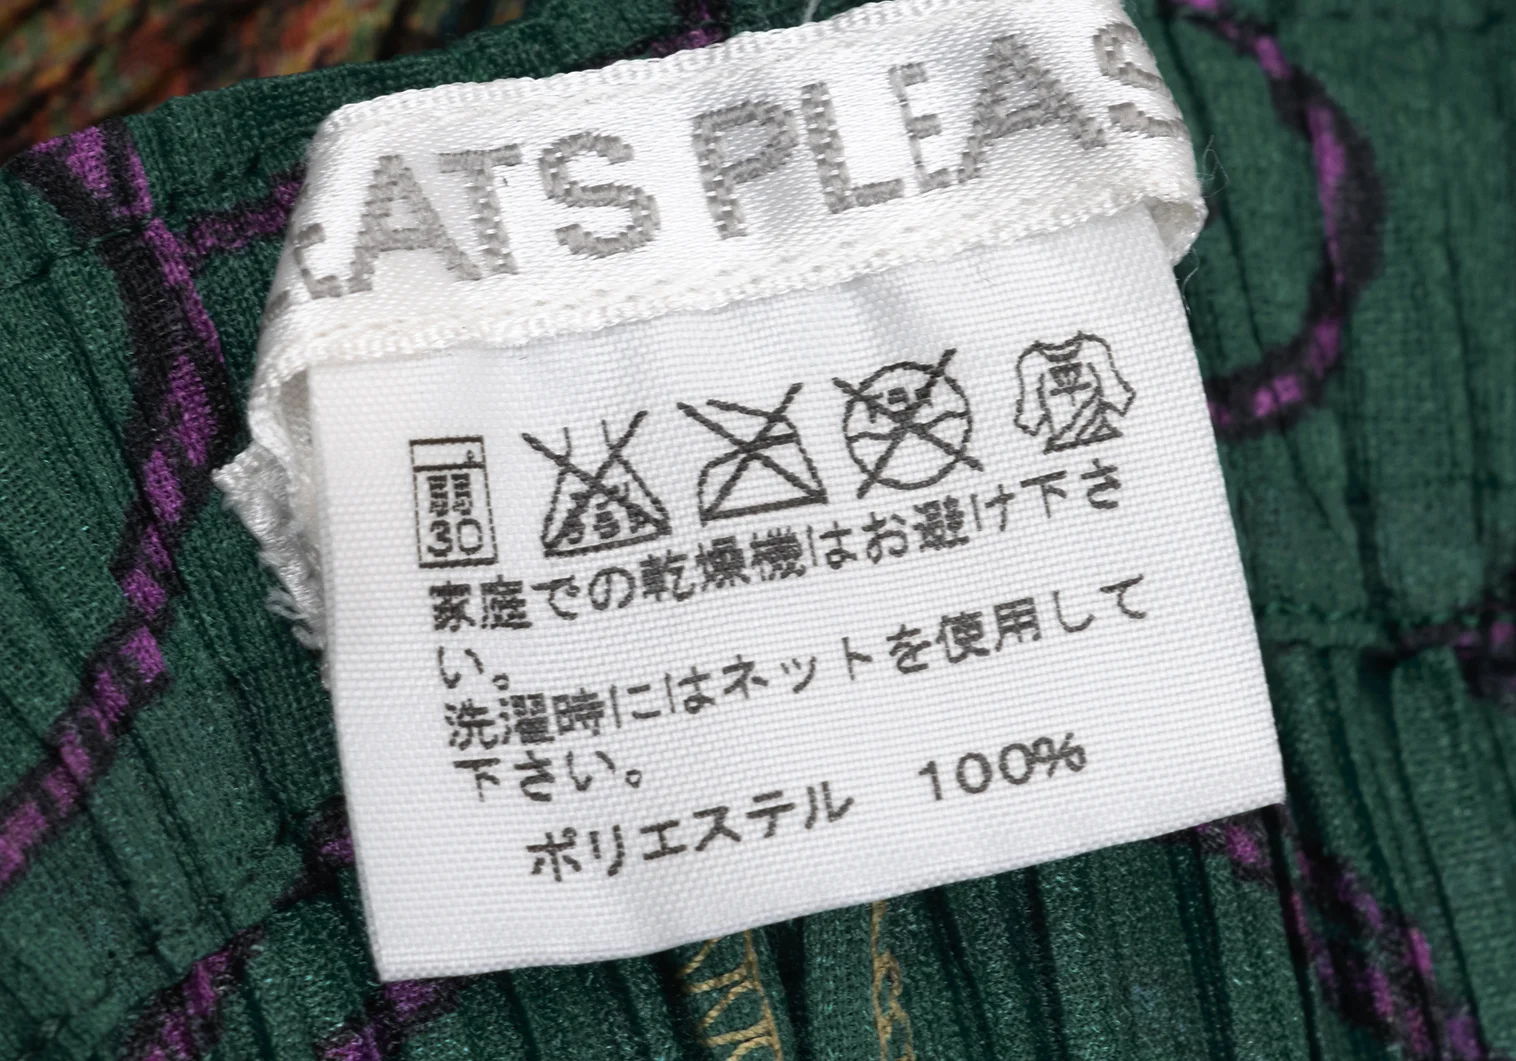 EATS PLEAS
30
平
家庭での乾燥機はお避け下さ
い。
洗濯時にはネットを使用して
下さい。
ポリエステル 100%